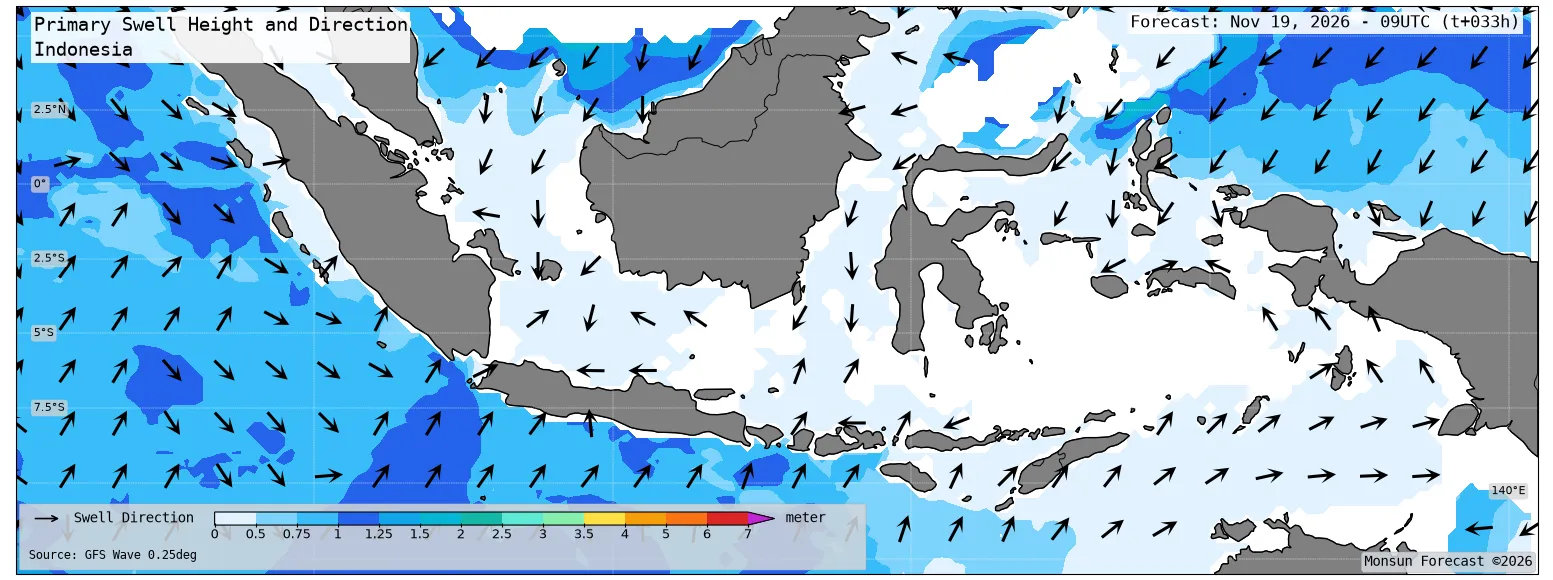 Primary Swell Height and Direction
Indonesia
Forecast: Nov 19, 2026 - 09UTC (t+033h)
2.5°N
0°
2.5°S
5°S
7.5°S
140°E
Swell Direction
0 0.5 0.75 1 1.25 1.5 2 2.5 3 3.5 4 5 6 7
meter
Source: GFS Wave 0.25deg
Monsun Forecast ©2026